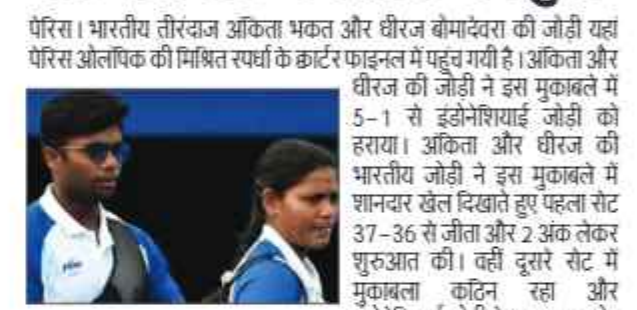 पेरिस। भारतीय तीरंदाज अंकिता भकत और धीरज बोमादेवरा की जोड़ी यहां
पेरिस ओलंपिक की मिश्रित स्पर्धा के क्वार्टर फाइनल में पहुंच गयी है। अंकिता और
धीरज की जोड़ी ने इस मुकाबले में
5-1 से इंडोनेशियाई जोड़ी को
हराया। अंकिता और धीरज की
भारतीय जोड़ी ने इस मुकाबले में
शानदार खेल दिखाते हुए पहला सेट
37-36 से जीता और 2 अंक लेकर
शुरुआत की। वहीं दूसरे सेट में
मुकाबला कठिन रहा और